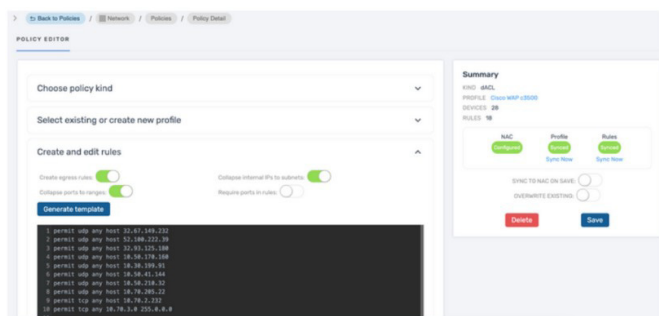 Back to Policies / Network / Policies / Policy Detail
POLICY EDITOR
Choose policy kind
Select existing or create new profile
Create and edit rules
Create egress rules:
Collapse internal IPs to subnets:
Collapse ports to ranges:
Require ports in rules:
Generate template
1 permit udp any host 32.67.149.232
2 permit udp any host 52.100.222.39
3 permit udp any host 32.93.125.180
4 permit udp any host 10.50.170.160
5 permit udp any host 10.30.199.91
6 permit udp any host 10.50.41.144
7 permit udp any host 10.50.210.32
8 permit udp any host 10.70.205.22
9 permit tcp any host 10.70.2.232
10 permit tcp any 10.70.3.0 255.0.0.0
Summary
KIND dACL
PROFILE Cisco WAP c3500
DEVICES 20
RULES 10
NAC
Profile
Rules
Configured
Synced
Synced
Sync Now
Sync Now
SYNC TO NAC ON SAVE:
OVERWRITE EXISTING:
Delete
Save